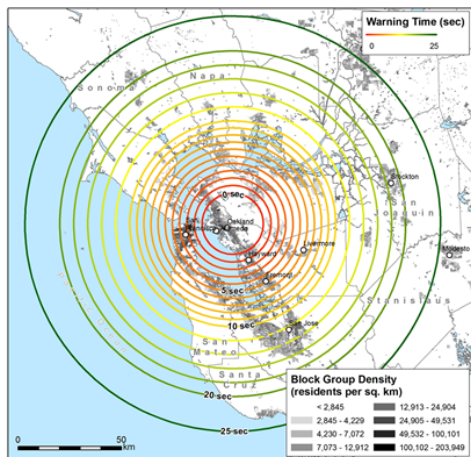 Warning Time (sec)
0
25
Napa
Sonoma
0 sec
Stockton
San
Joaquin
Oakland
San
Francisco
Modesto
Livermore
Hayward
Fremont
5 sec
Stanislaus
10 sec
San Jose
San
Mateo
Santa
Cruz
20 sec
25 sec
Block Group Density
(residents per sq. km)
< 2,845
12,913 - 24,904
2,845 - 4,229
24,905 - 49,531
4,230 - 7,072
49,532 - 100,101
7,073 - 12,912
100,102 - 203,949
0
50
km